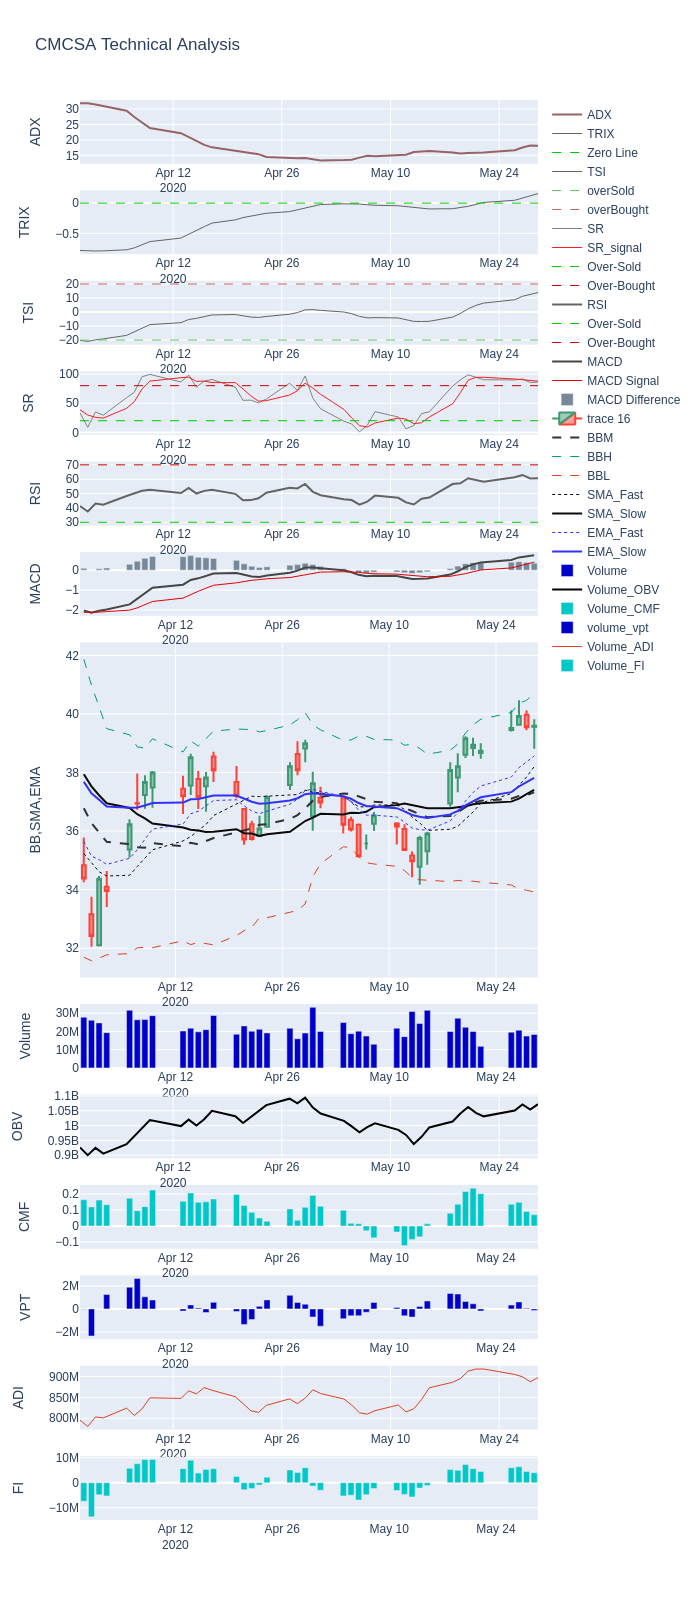 CMCSA Technical Analysis
ADX
30
25
20
15
Apr 12
2020
Apr 26
May 10
May 24
TRIX
0
−0.5
Apr 12
2020
Apr 26
May 10
May 24
TSI
20
10
0
−10
−20
Apr 12
2020
Apr 26
May 10
May 24
SR
100
50
0
Apr 12
2020
Apr 26
May 10
May 24
RSI
70
60
50
40
30
Apr 12
2020
Apr 26
May 10
May 24
MACD
0
−1
−2
Apr 12
2020
Apr 26
May 10
May 24
BB,SMA,EMA
42
40
38
36
34
32
Apr 12
2020
Apr 26
May 10
May 24
Volume
30M
20M
10M
0
Apr 12
2020
Apr 26
May 10
May 24
OBV
1.1B
1.05B
1B
0.95B
0.9B
Apr 12
2020
Apr 26
May 10
May 24
CMF
0.2
0.1
0
−0.1
Apr 12
2020
Apr 26
May 10
May 24
VPT
2M
0
−2M
Apr 12
2020
Apr 26
May 10
May 24
ADI
900M
850M
800M
Apr 12
2020
Apr 26
May 10
May 24
FI
10M
0
−10M
Apr 12
2020
Apr 26
May 10
May 24
ADX
TRIX
Zero Line
TSI
overSold
overBought
SR
SR_signal
Over-Sold
Over-Bought
RSI
Over-Sold
Over-Bought
MACD
MACD Signal
MACD Difference
trace 16
BBM
BBH
BBL
SMA_Fast
SMA_Slow
EMA_Fast
EMA_Slow
Volume
Volume_OBV
Volume_CMF
volume_vpt
Volume_ADI
Volume_FI